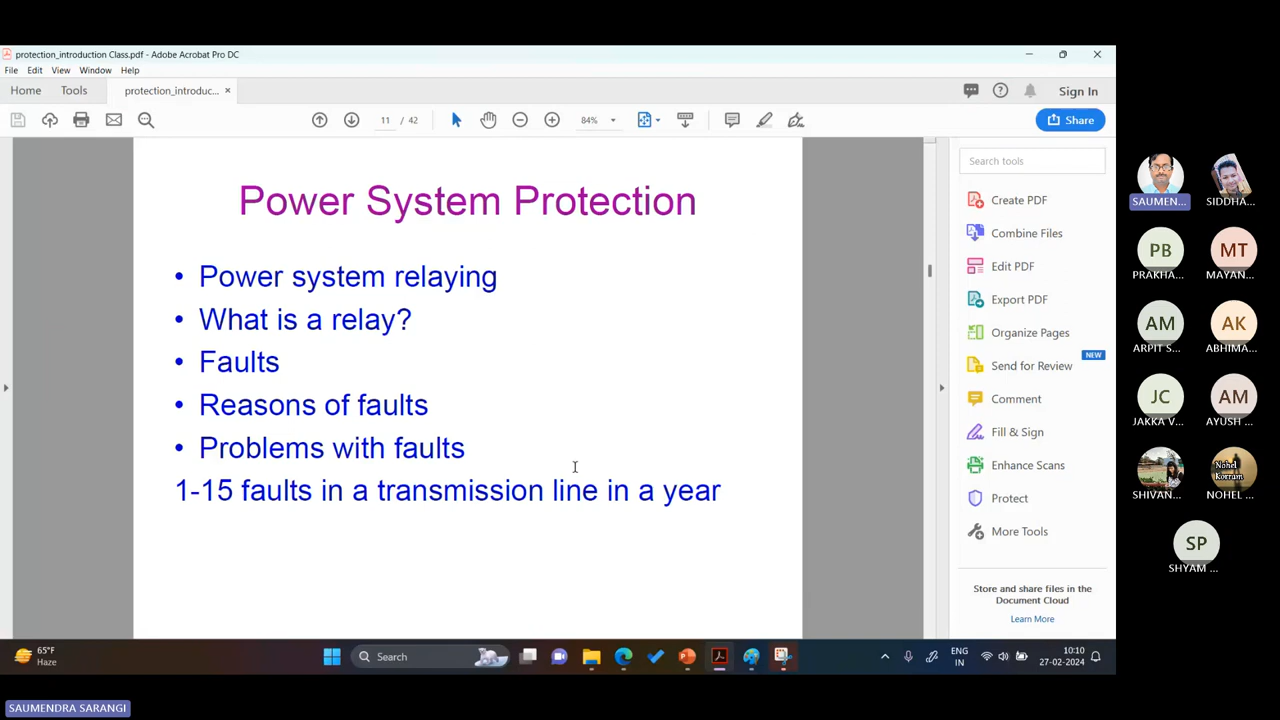 protection_introduction Class.pdf - Adobe Acrobat Pro DC
File Edit View Window Help
Home Tools protection_introduc... × Sign In
11 / 42 84% Share
Power System Protection
• Power system relaying
• What is a relay?
• Faults
• Reasons of faults
• Problems with faults
1-15 faults in a transmission line in a year
Search tools
Create PDF
Combine Files
Edit PDF
Export PDF
Organize Pages
Send for Review NEW
Comment
Fill & Sign
Enhance Scans
Protect
More Tools
Store and share files in the
Document Cloud
Learn More
SAUMEN... SIDDHA...
PB MT
PRAKHA... MAYAN...
AM AK
ARPIT S... ABHIMA...
JC AM
JAKKA V... AYUSH ...
Nohel
Korram
SHIVAN... NOHEL ...
SP
SHYAM ...
65°F
Haze
Search
ENG
IN
10:10
27-02-2024
SAUMENDRA SARANGI